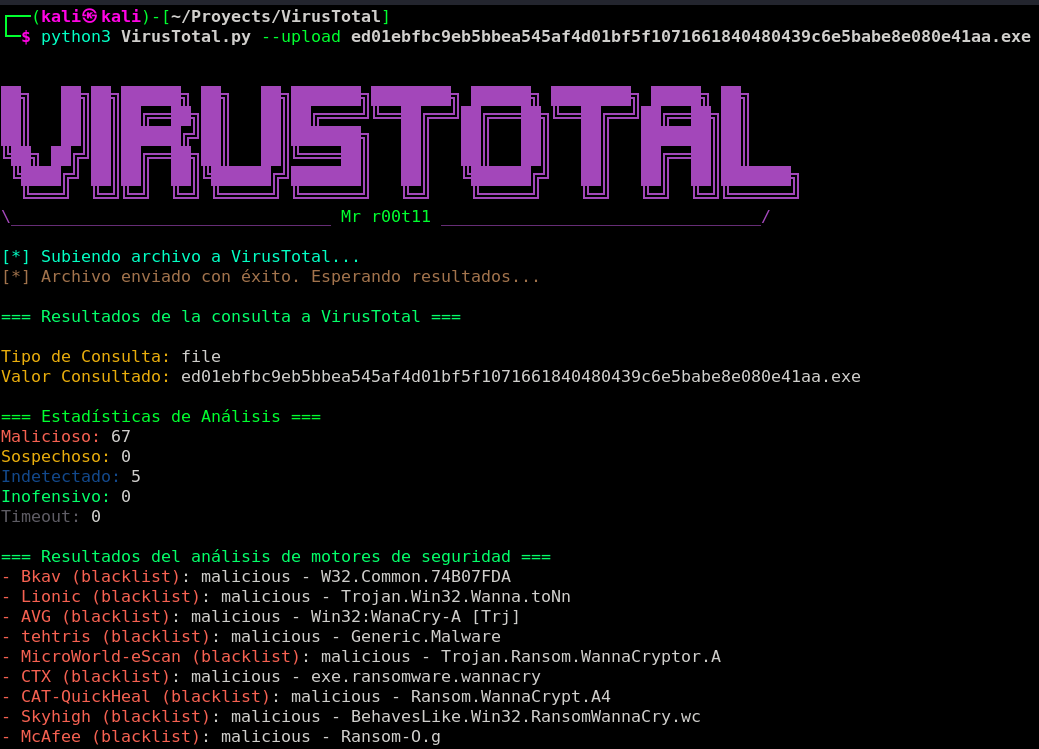 (kali㉿kali)-[~/Proyects/VirusTotal]
$ python3 VirusTotal.py --upload ed01ebfbc9eb5bbea545af4d01bf5f1071661840480439c6e5babe8e080e41aa.exe
VIRUSTOTAL
\________________________________ Mr r00t11 ________________________________/
[*] Subiendo archivo a VirusTotal...
[*] Archivo enviado con éxito. Esperando resultados...
=== Resultados de la consulta a VirusTotal ===
Tipo de Consulta: file
Valor Consultado: ed01ebfbc9eb5bbea545af4d01bf5f1071661840480439c6e5babe8e080e41aa.exe
=== Estadísticas de Análisis ===
Malicioso: 67
Sospechoso: 0
Indetectado: 5
Inofensivo: 0
Timeout: 0
=== Resultados del análisis de motores de seguridad ===
- Bkav (blacklist): malicious - W32.Common.74B07FDA
- Lionic (blacklist): malicious - Trojan.Win32.Wanna.toNn
- AVG (blacklist): malicious - Win32:WanaCry-A [Trj]
- tehtris (blacklist): malicious - Generic.Malware
- MicroWorld-eScan (blacklist): malicious - Trojan.Ransom.WannaCryptor.A
- CTX (blacklist): malicious - exe.ransomware.wannacry
- CAT-QuickHeal (blacklist): malicious - Ransom.WannaCrypt.A4
- Skyhigh (blacklist): malicious - BehavesLike.Win32.RansomWannaCry.wc
- McAfee (blacklist): malicious - Ransom-O.g